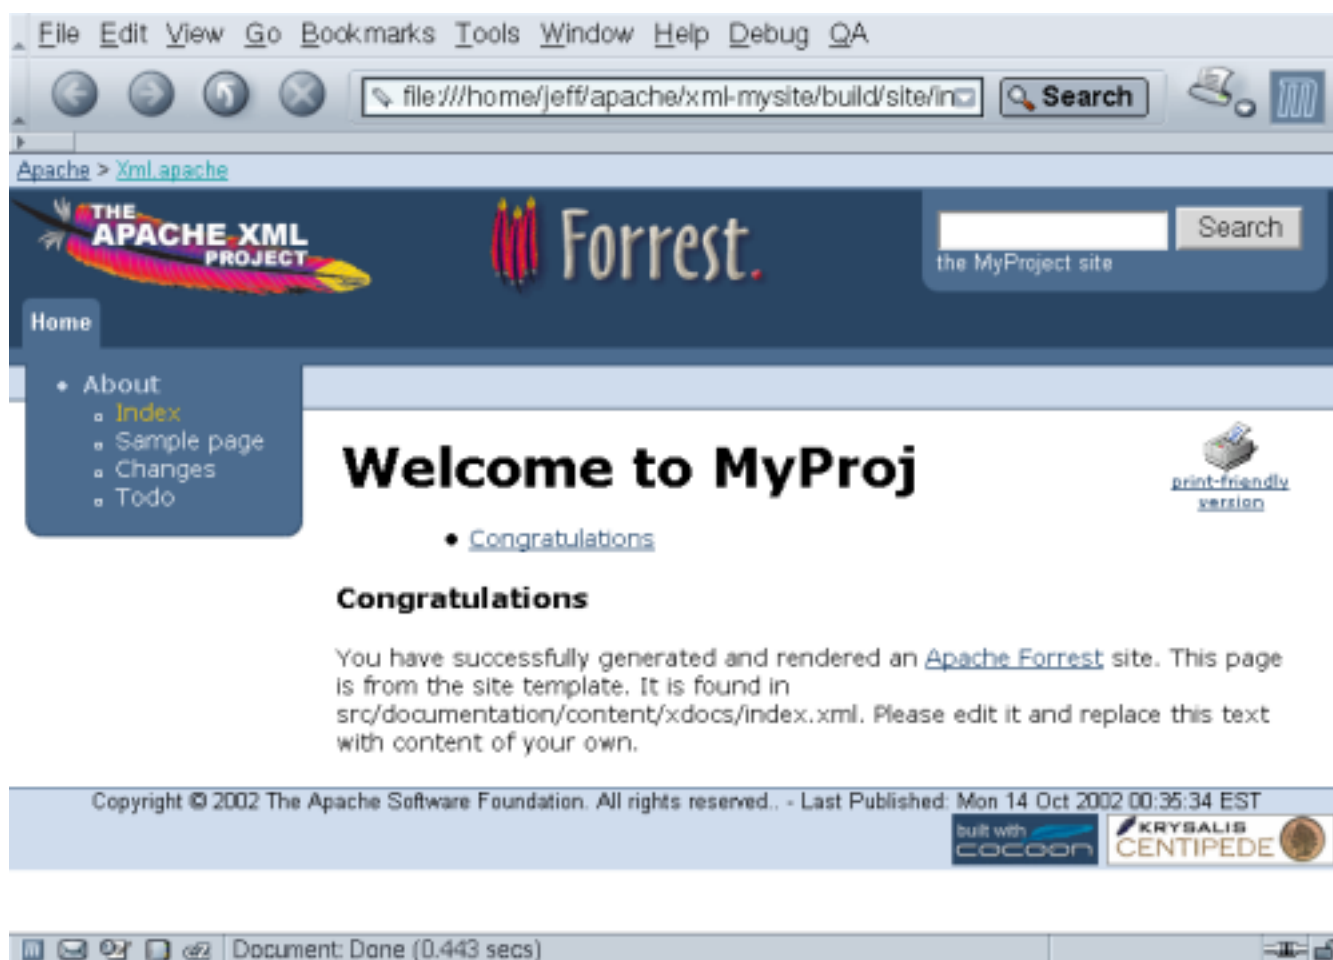 File Edit View Go Bookmarks Tools Window Help Debug QA
file:///home/jeff/apache/xml-mysite/build/site/in
Search
Apache > Xml.apache
THE
APACHE XML
PROJECT
Forrest.
Search
the MyProject site
Home
About
Index
Sample page
Changes
Todo
Welcome to MyProj
print-friendly
version
Congratulations
Congratulations
You have successfully generated and rendered an Apache Forrest site. This page
is from the site template. It is found in
src/documentation/content/xdocs/index.xml. Please edit it and replace this text
with content of your own.
Copyright © 2002 The Apache Software Foundation. All rights reserved.. - Last Published: Mon 14 Oct 2002 00:35:34 EST
built with
cocoon
KRYSALIS
CENTIPEDE
Document: Done (0.443 secs)